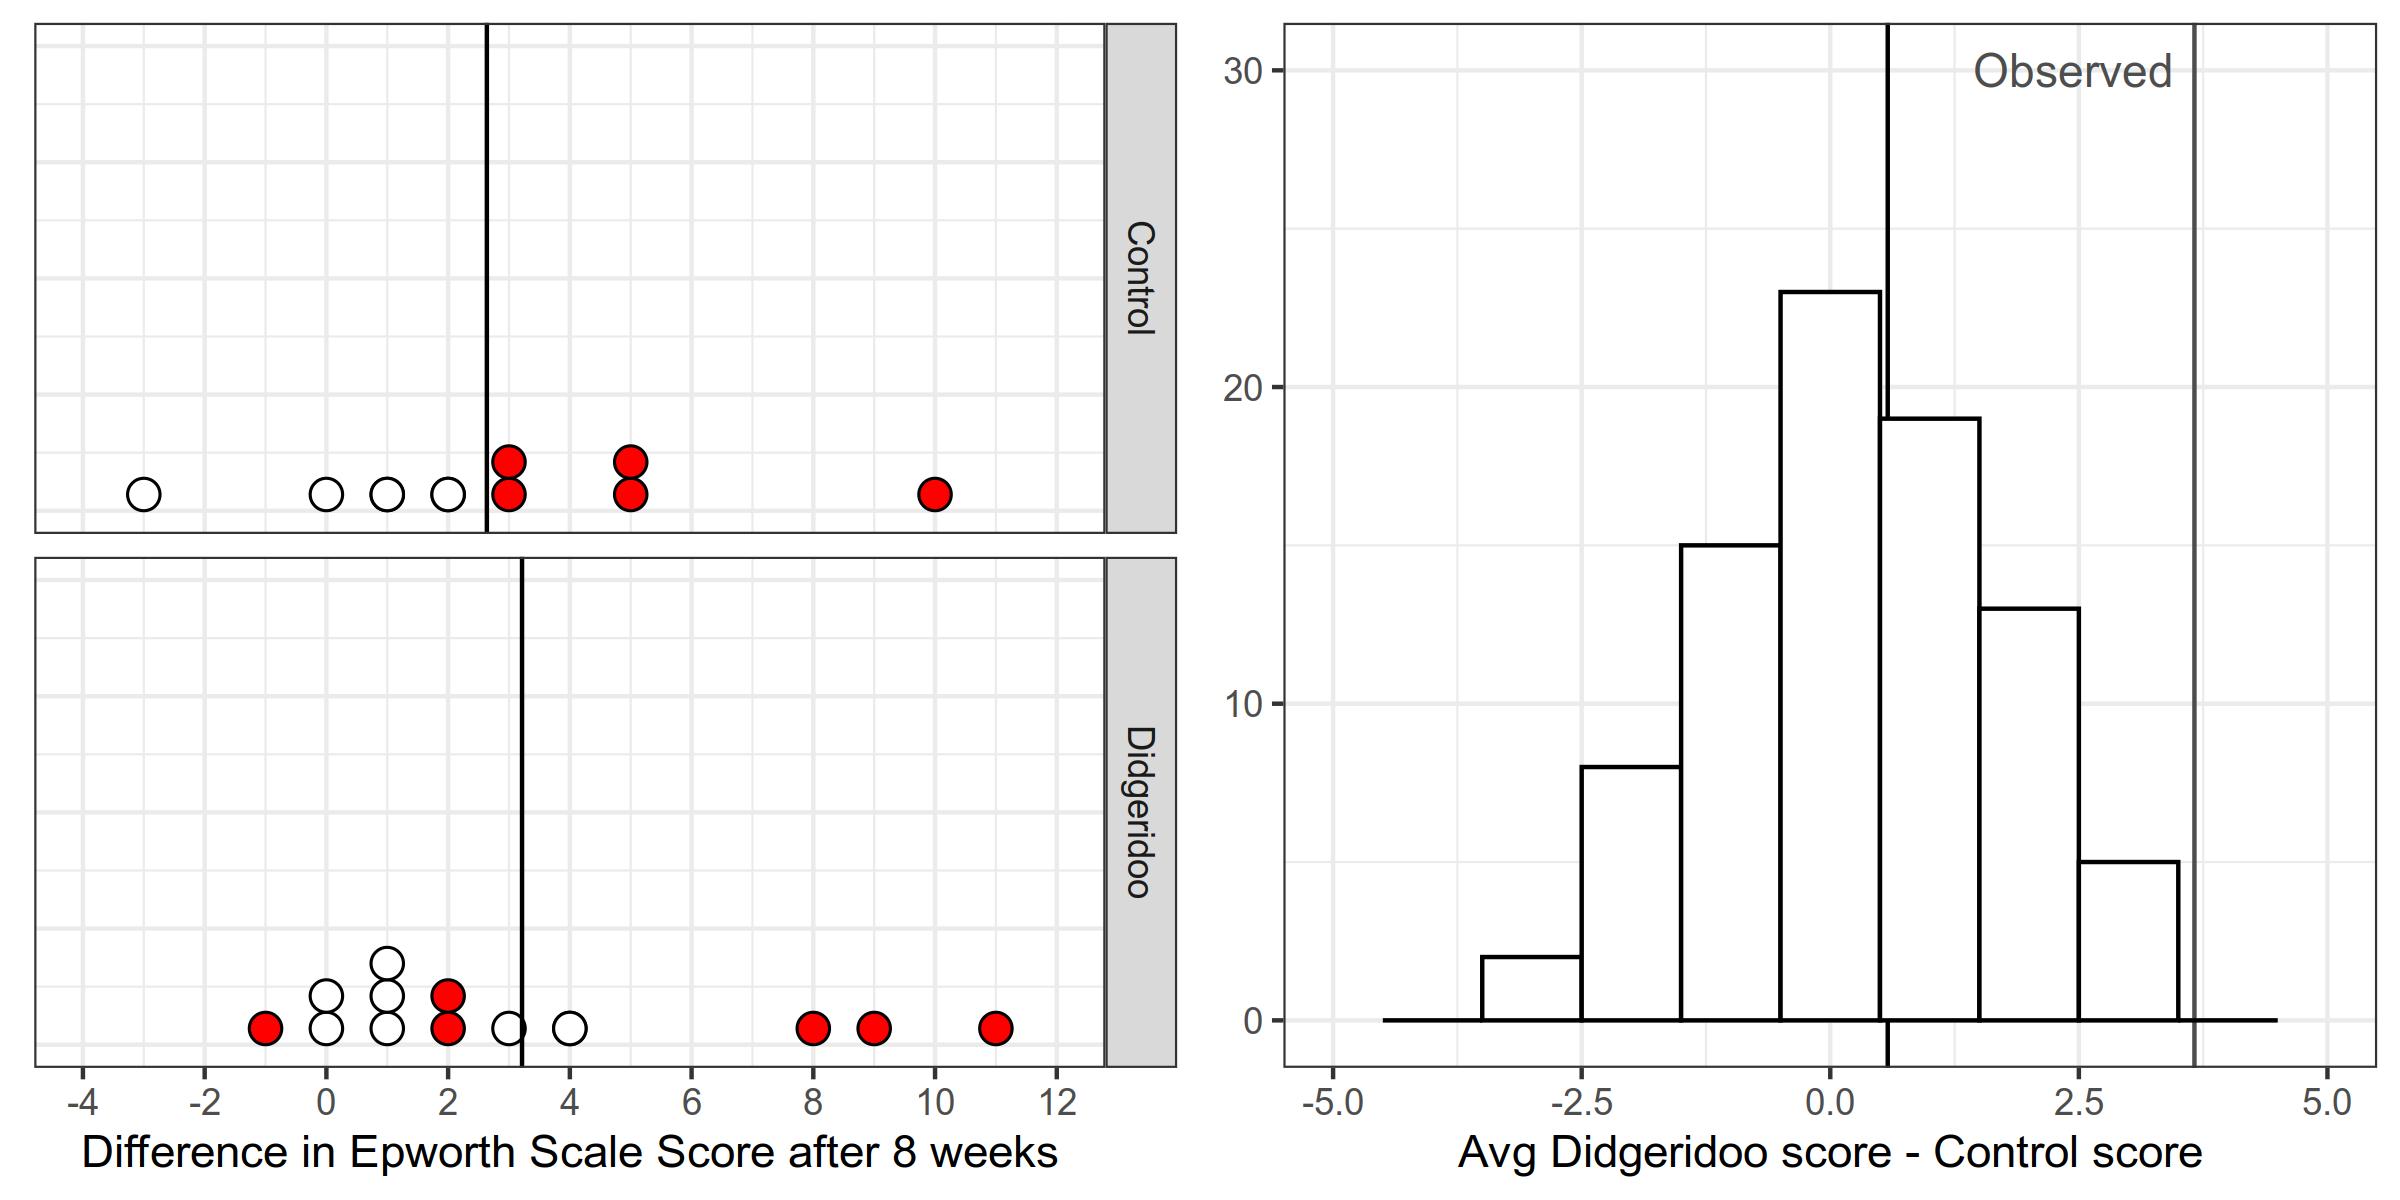 Control
Didgeridoo
-4 -2 0 2 4 6 8 10 12
Difference in Epworth Scale Score after 8 weeks
Observed
30
20
10
0
-5.0 -2.5 0.0 2.5 5.0
Avg Didgeridoo score - Control score